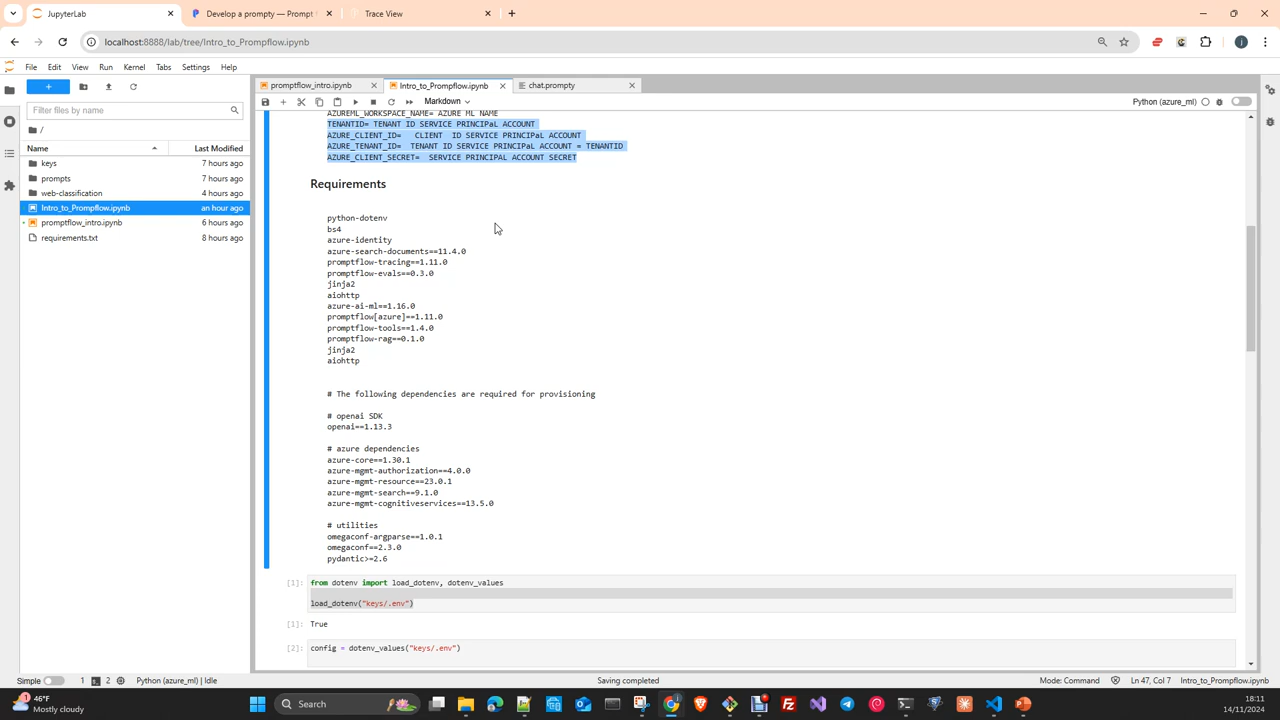 JupyterLab
Develop a prompty — Prompt
Trace View
localhost:8888/lab/tree/Intro_to_Prompflow.ipynb
File Edit View Run Kernel Tabs Settings Help
promptflow_intro.ipynb
Intro_to_Prompflow.ipynb
chat.prompty
Markdown
Python (azure_ml)
Filter files by name
/
Name Last Modified
keys 7 hours ago
prompts 7 hours ago
web-classification 4 hours ago
Intro_to_Prompflow.ipynb an hour ago
promptflow_intro.ipynb 6 hours ago
requirements.txt 8 hours ago
AZUREML_WORKSPACE_NAME= AZURE ML NAME
TENANTID= TENANT ID SERVICE PRINCIPaL ACCOUNT
AZURE_CLIENT_ID= CLIENT ID SERVICE PRINCIPaL ACCOUNT
AZURE_TENANT_ID= TENANT ID SERVICE PRINCIPaL ACCOUNT = TENANTID
AZURE_CLIENT_SECRET= SERVICE PRINCIPAL ACCOUNT SECRET
Requirements
python-dotenv
bs4
azure-identity
azure-search-documents==11.4.0
promptflow-tracing==1.11.0
promptflow-evals==0.3.0
jinja2
aiohttp
azure-ai-ml==1.16.0
promptflow[azure]==1.11.0
promptflow-tools==1.4.0
promptflow-rag==0.1.0
jinja2
aiohttp
# The following dependencies are required for provisioning
# openai SDK
openai==1.13.3
# azure dependencies
azure-core==1.30.1
azure-mgmt-authorization==4.0.0
azure-mgmt-resource==23.0.1
azure-mgmt-search==9.1.0
azure-mgmt-cognitiveservices==13.5.0
# utilities
omegaconf-argparse==1.0.1
omegaconf==2.3.0
pydantic>=2.6
[1]: from dotenv import load_dotenv, dotenv_values
load_dotenv("keys/.env")
[1]: True
[2]: config = dotenv_values("keys/.env")
Simple 1 2 Python (azure_ml) | Idle Saving completed Mode: Command Ln 47, Col 7 Intro_to_Prompflow.ipynb
46°F
Mostly cloudy
Search
18:11
14/11/2024